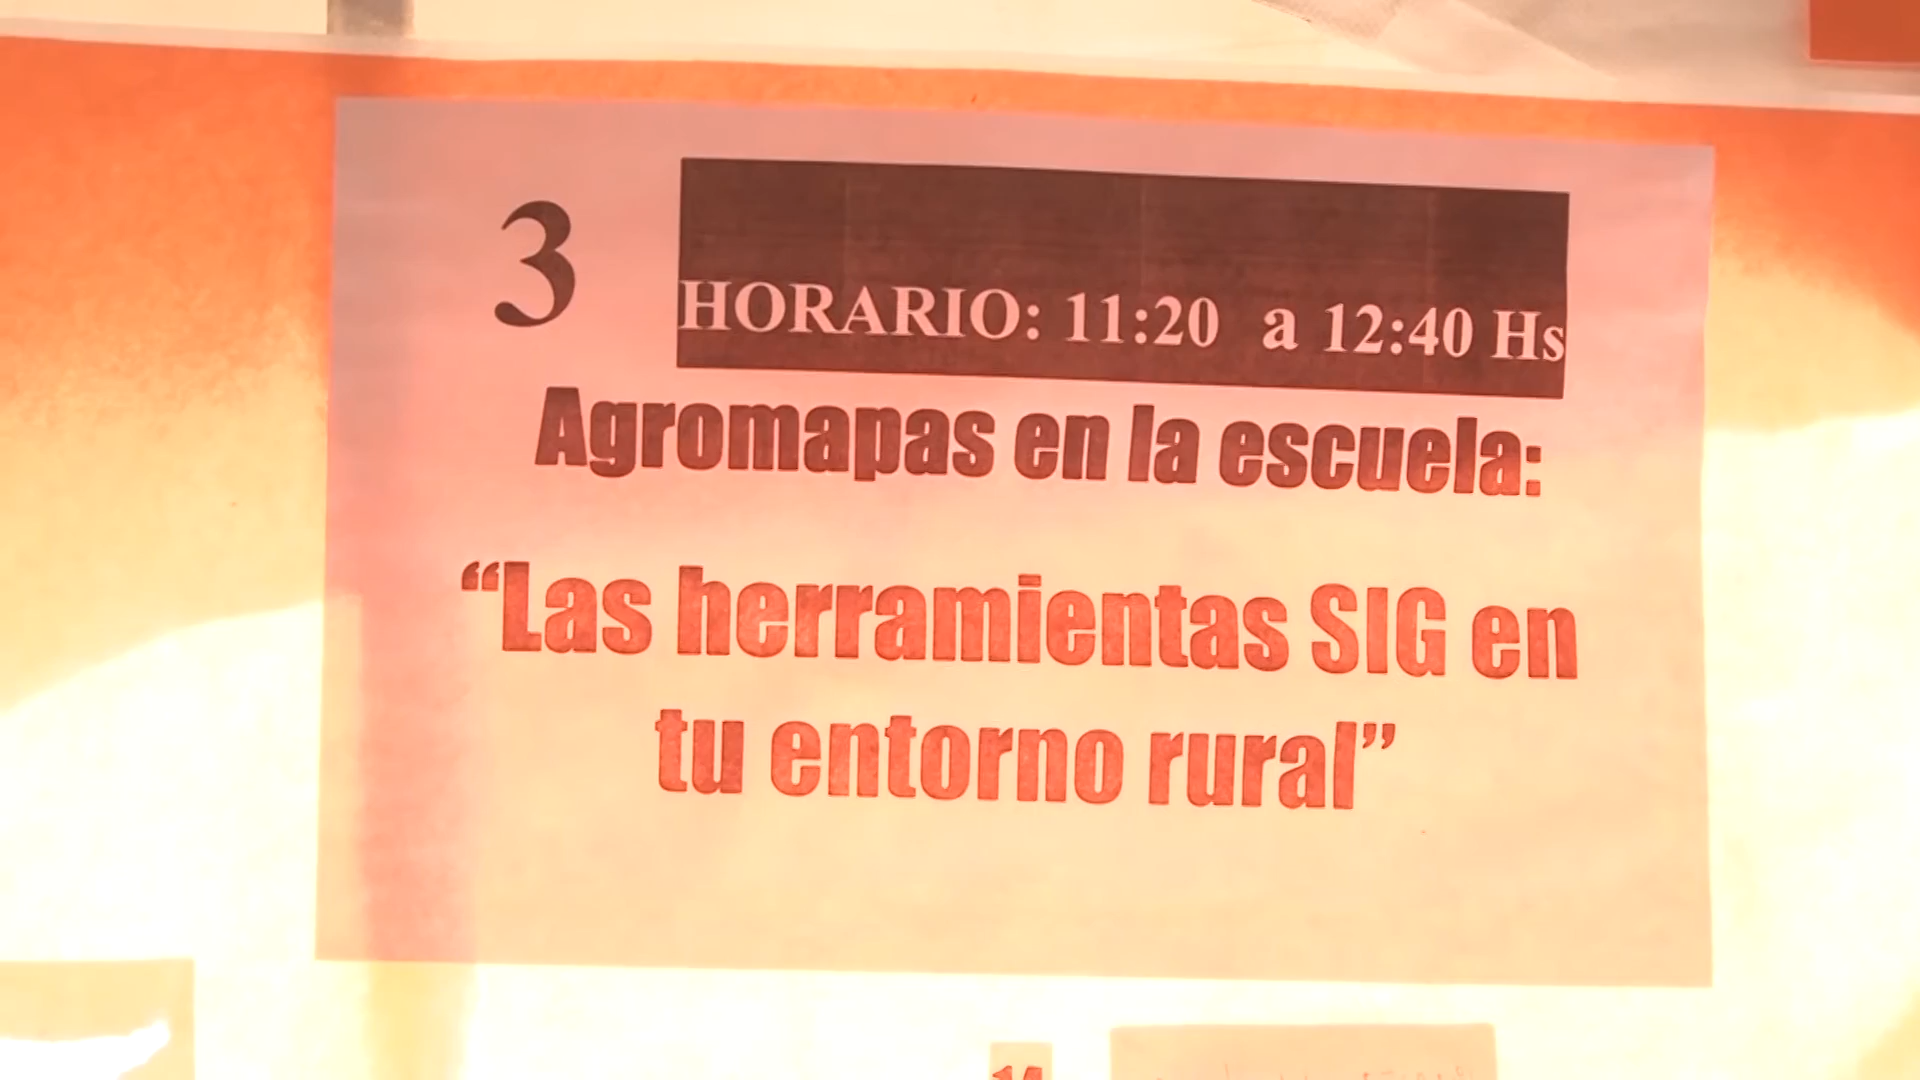 3
HORARIO: 11:20 a 12:40 Hs
Agromapas en la escuela:
“Las herramientas SIG en
tu entorno rural”